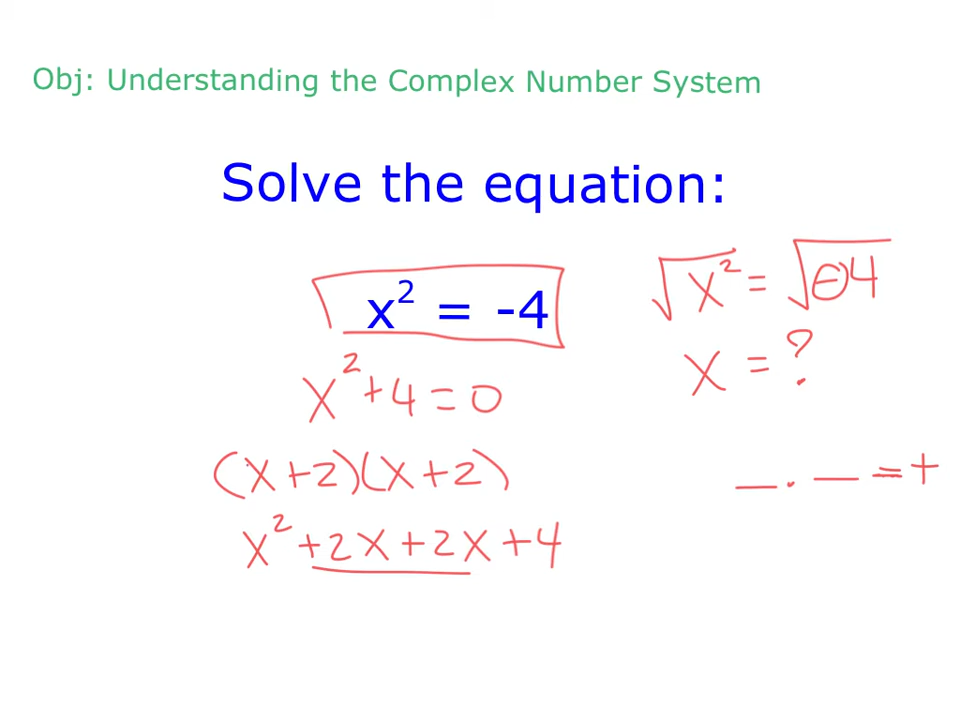 Obj: Understanding the Complex Number System
Solve the equation:
x² = -4
√x² = √-4
x = ?
x² + 4 = 0
(x + 2)(x + 2)
_ . _ = +
x² + 2x + 2x + 4